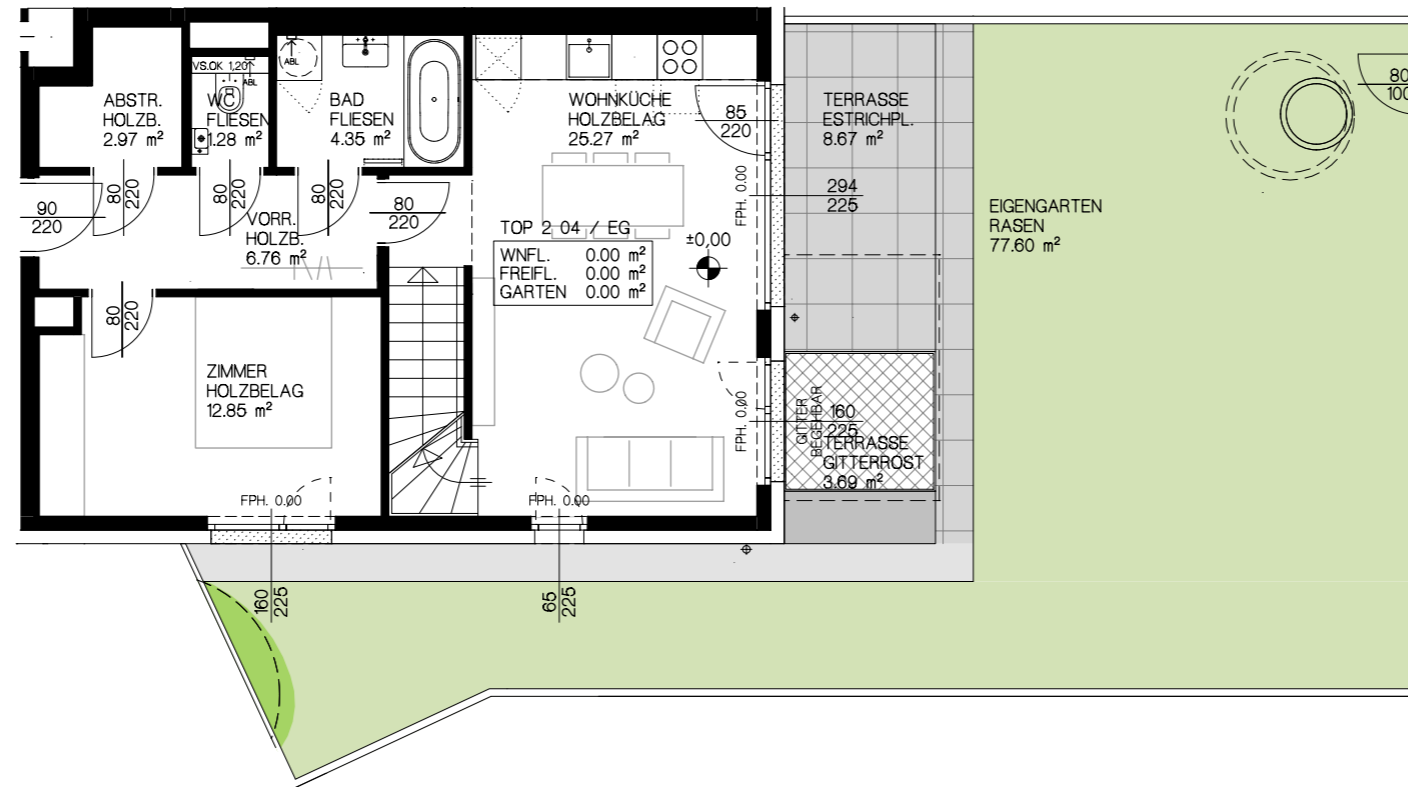 ABSTR.
HOLZB.
2.97 m²
VS.OK 1,20
ABL
WC
FLIESEN
1.28 m²
ABL
BAD
FLIESEN
4.35 m²
WOHNKÜCHE
HOLZBELAG
25.27 m²
85
220
TERRASSE
ESTRICHPL.
8.67 m²
80
100
90
220
80
220
80
220
80
220
80
220
VORR.
HOLZB.
6.76 m²
FPH. 0.00
294
225
EIGENGARTEN
RASEN
77.60 m²
TOP 2 04 / EG
WNFL. 0.00 m²
FREIFL. 0.00 m²
GARTEN 0.00 m²
±0,00
80
220
ZIMMER
HOLZBELAG
12.85 m²
FPH. 0.00
GITTER
BEGEHBAR
160
225
TERRASSE
GITTERROST
3.69 m²
FPH. 0.00
FPH. 0.00
160
225
65
225